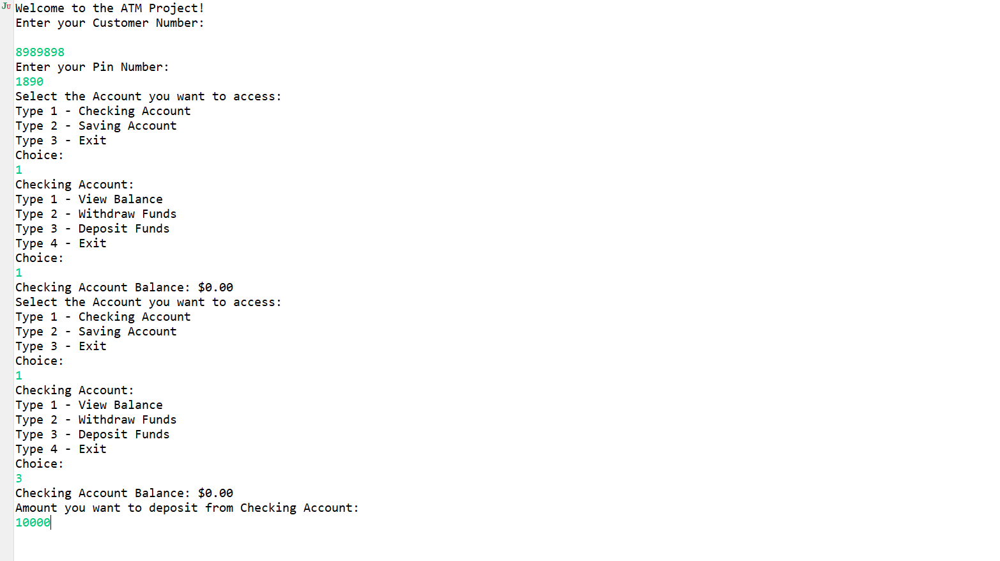 Welcome to the ATM Project!
Enter your Customer Number:
8989898
Enter your Pin Number:
1890
Select the Account you want to access:
Type 1 - Checking Account
Type 2 - Saving Account
Type 3 - Exit
Choice:
1
Checking Account:
Type 1 - View Balance
Type 2 - Withdraw Funds
Type 3 - Deposit Funds
Type 4 - Exit
Choice:
1
Checking Account Balance: $0.00
Select the Account you want to access:
Type 1 - Checking Account
Type 2 - Saving Account
Type 3 - Exit
Choice:
1
Checking Account:
Type 1 - View Balance
Type 2 - Withdraw Funds
Type 3 - Deposit Funds
Type 4 - Exit
Choice:
3
Checking Account Balance: $0.00
Amount you want to deposit from Checking Account:
10000